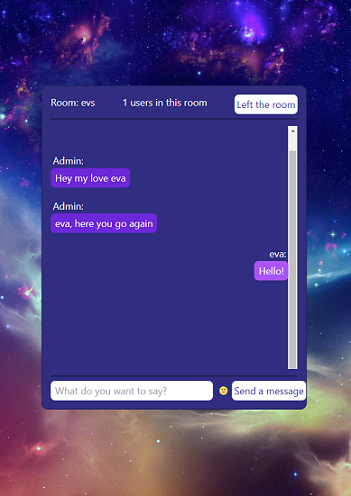 Room: evs 1 users in this room Left the room
Admin:
Hey my love eva
Admin:
eva, here you go again
eva:
Hello!
What do you want to say? Send a message